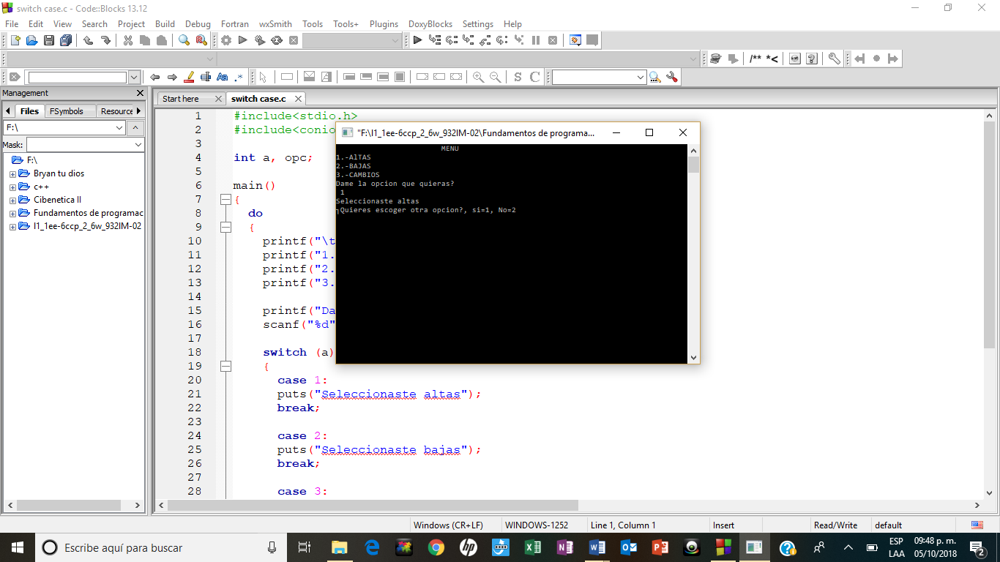 switch case.c - Code::Blocks 13.12
File Edit View Search Project Build Debug Fortran wxSmith Tools Tools+ Plugins DoxyBlocks Settings Help
/** *<
Aa .*
S C
Management
Files FSymbols Resource
F:\
Mask:
F:\
Bryan tu dios
c++
Cibenetica II
Fundamentos de programac
I1_1ee-6ccp_2_6w_932IM-02
Start here switch case.c
1 #include<stdio.h>
2 #include<conio
3
4 int a, opc;
5
6 main()
7 {
8 do
9 {
10 printf("\t
11 printf("1.
12 printf("2.
13 printf("3.
14
15 printf("Da
16 scanf("%d"
17
18 switch (a)
19 {
20 case 1:
21 puts("Seleccionaste altas");
22 break;
23
24 case 2:
25 puts("Seleccionaste bajas");
26 break;
27
28 case 3:
"F:\I1_1ee-6ccp_2_6w_932IM-02\Fundamentos de programa...
MENU
1.-AlTAS
2.-BAJAS
3.-CAMBIOS
Dame la opcion que quieras?
1
Seleccionaste altas
┐Quieres escoger otra opcion?, si=1, No=2
Windows (CR+LF) WINDOWS-1252 Line 1, Column 1 Insert Read/Write default
Escribe aquí para buscar
ESP
LAA
09:48 p. m.
05/10/2018
2